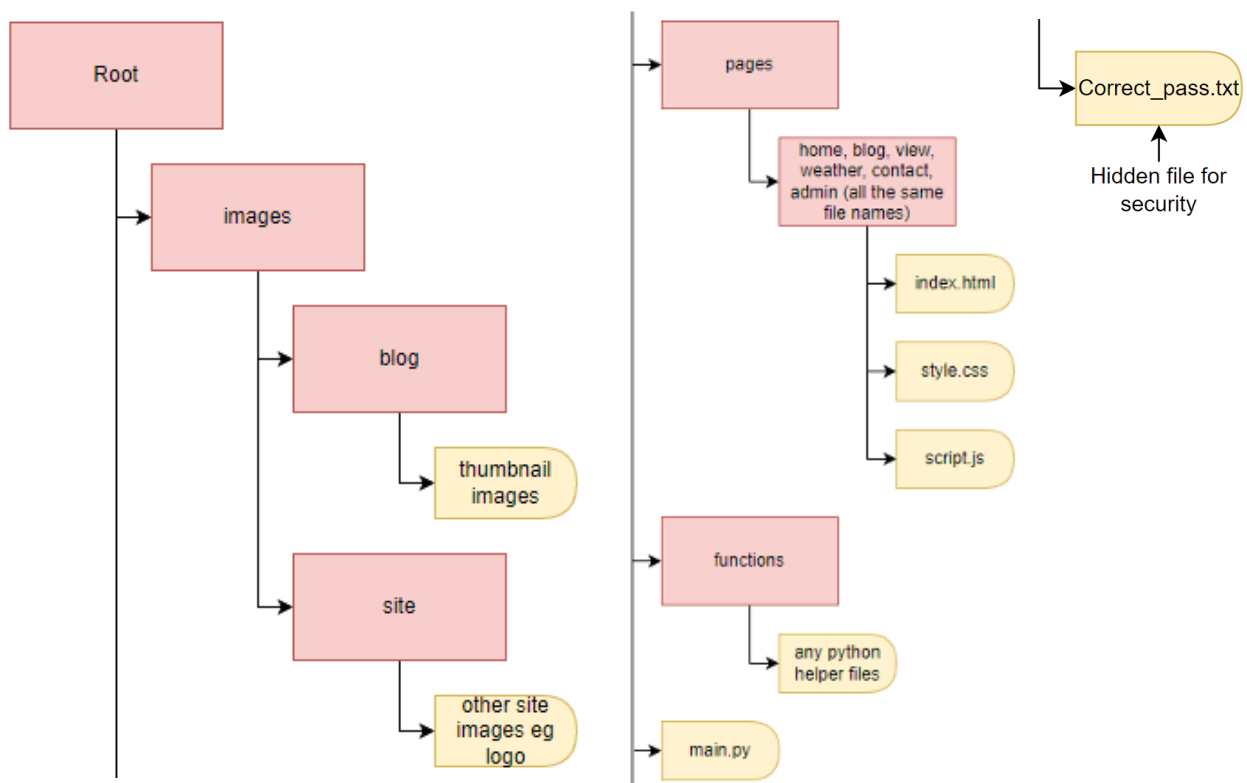 Root
images
blog
thumbnail
images
site
other site
images eg
logo
pages
home, blog, view,
weather, contact,
admin (all the same
file names)
index.html
style.css
script.js
functions
any python
helper files
main.py
Correct_pass.txt
Hidden file for
security